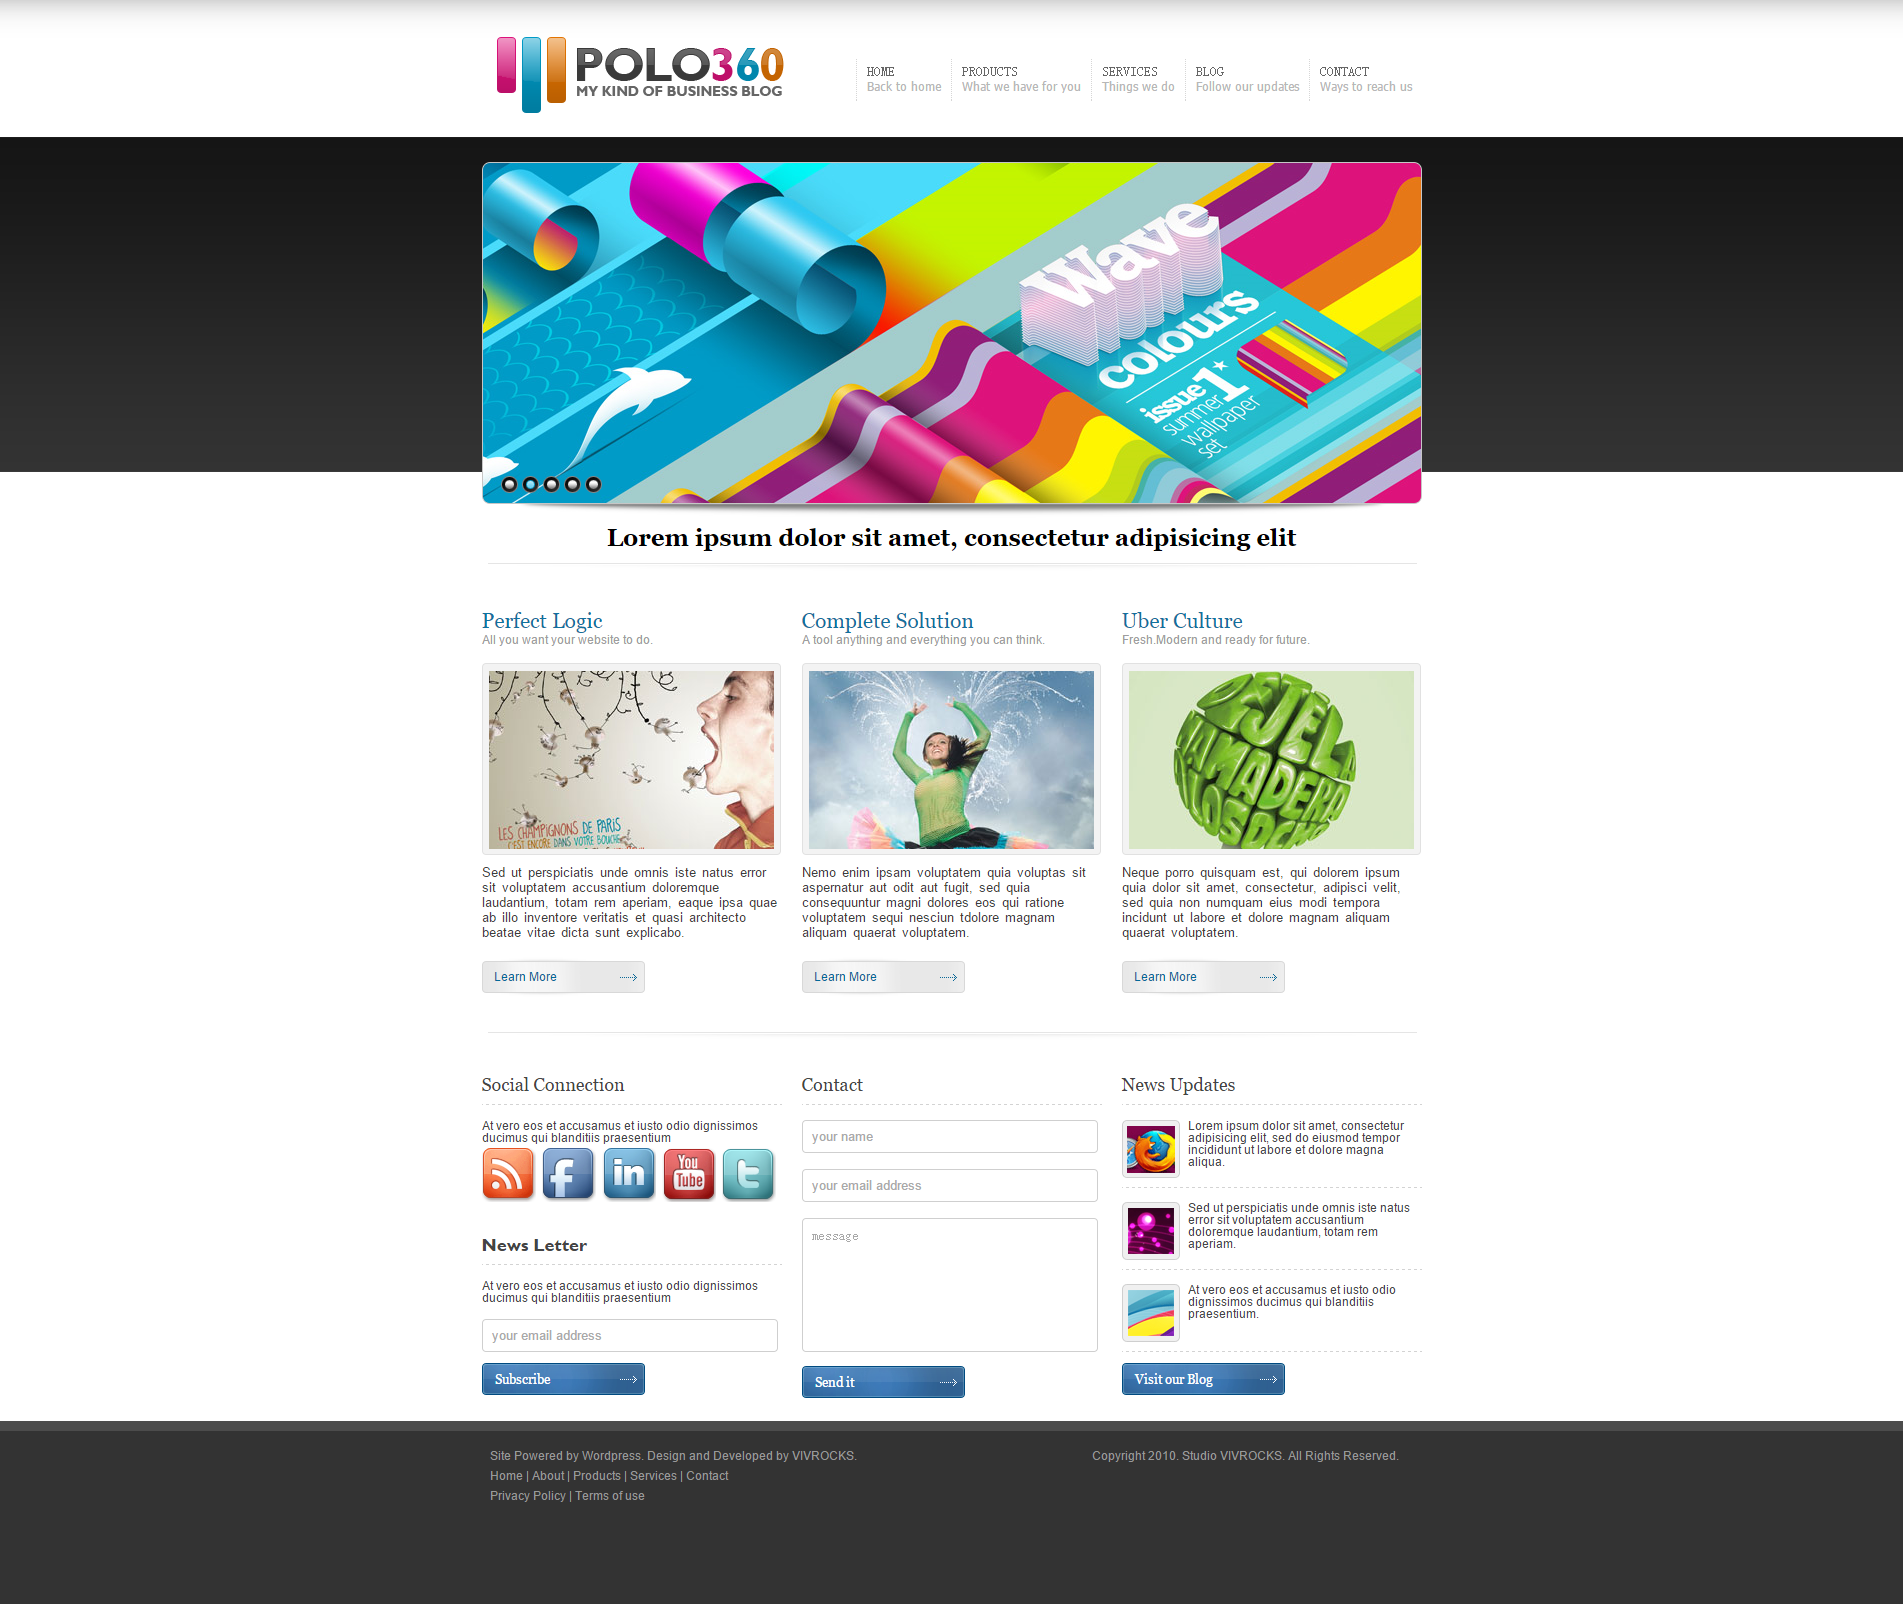 POLO360
MY KIND OF BUSINESS BLOG
HOME
Back to home
PRODUCTS
What we have for you
SERVICES
Things we do
BLOG
Follow our updates
CONTACT
Ways to reach us
Wave
colours
issue 1
summer
wallpaper
set
Lorem ipsum dolor sit amet, consectetur adipisicing elit
Perfect Logic
All you want your website to do.
LES CHAMPIGNONS DE PARIS
C'EST ENCORE DANS VOTRE BOUCHE
Sed ut perspiciatis unde omnis iste natus error
sit voluptatem accusantium doloremque
laudantium, totam rem aperiam, eaque ipsa quae
ab illo inventore veritatis et quasi architecto
beatae vitae dicta sunt explicabo.
Learn More
Complete Solution
A tool anything and everything you can think.
Nemo enim ipsam voluptatem quia voluptas sit
aspernatur aut odit aut fugit, sed quia
consequuntur magni dolores eos qui ratione
voluptatem sequi nesciun tdolore magnam
aliquam quaerat voluptatem.
Learn More
Uber Culture
Fresh.Modern and ready for future.
Neque porro quisquam est, qui dolorem ipsum
quia dolor sit amet, consectetur, adipisci velit,
sed quia non numquam eius modi tempora
incidunt ut labore et dolore magnam aliquam
quaerat voluptatem.
Learn More
Social Connection
At vero eos et accusamus et iusto odio dignissimos
ducimus qui blanditiis praesentium
f
in
You
Tube
t
News Letter
At vero eos et accusamus et iusto odio dignissimos
ducimus qui blanditiis praesentium
your email address
Subscribe
Contact
your name
your email address
message
Send it
News Updates
Lorem ipsum dolor sit amet, consectetur
adipisicing elit, sed do eiusmod tempor
incididunt ut labore et dolore magna
aliqua.
Sed ut perspiciatis unde omnis iste natus
error sit voluptatem accusantium
doloremque laudantium, totam rem
aperiam.
At vero eos et accusamus et iusto odio
dignissimos ducimus qui blanditiis
praesentium.
Visit our Blog
Site Powered by Wordpress. Design and Developed by VIVROCKS.
Home | About | Products | Services | Contact
Privacy Policy | Terms of use
Copyright 2010. Studio VIVROCKS. All Rights Reserved.